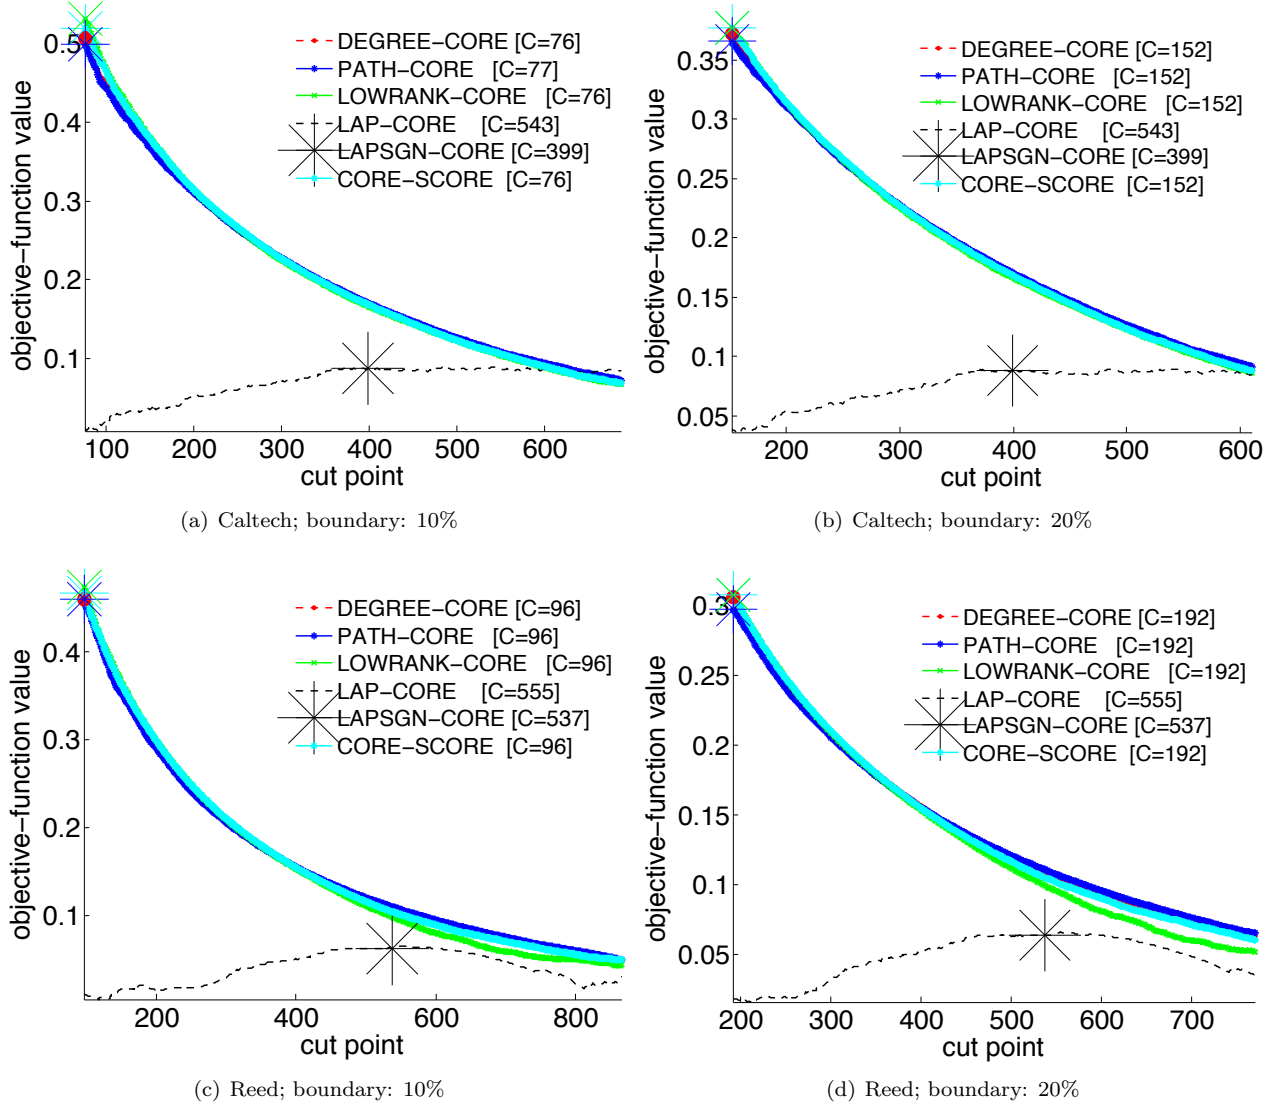 objective−function value
0.5
0.4
0.3
0.2
0.1
100 200 300 400 500 600
cut point
DEGREE−CORE [C=76]
PATH−CORE [C=77]
LOWRANK−CORE [C=76]
LAP−CORE [C=543]
LAPSGN−CORE [C=399]
CORE−SCORE [C=76]
(a) Caltech; boundary: 10%
objective−function value
0.35
0.3
0.25
0.2
0.15
0.1
0.05
200 300 400 500 600
cut point
DEGREE−CORE [C=152]
PATH−CORE [C=152]
LOWRANK−CORE [C=152]
LAP−CORE [C=543]
LAPSGN−CORE [C=399]
CORE−SCORE [C=152]
(b) Caltech; boundary: 20%
objective−function value
0.4
0.3
0.2
0.1
200 400 600 800
cut point
DEGREE−CORE [C=96]
PATH−CORE [C=96]
LOWRANK−CORE [C=96]
LAP−CORE [C=555]
LAPSGN−CORE [C=537]
CORE−SCORE [C=96]
(c) Reed; boundary: 10%
objective−function value
0.3
0.25
0.2
0.15
0.1
0.05
200 300 400 500 600 700
cut point
DEGREE−CORE [C=192]
PATH−CORE [C=192]
LOWRANK−CORE [C=192]
LAP−CORE [C=555]
LAPSGN−CORE [C=537]
CORE−SCORE [C=192]
(d) Reed; boundary: 20%